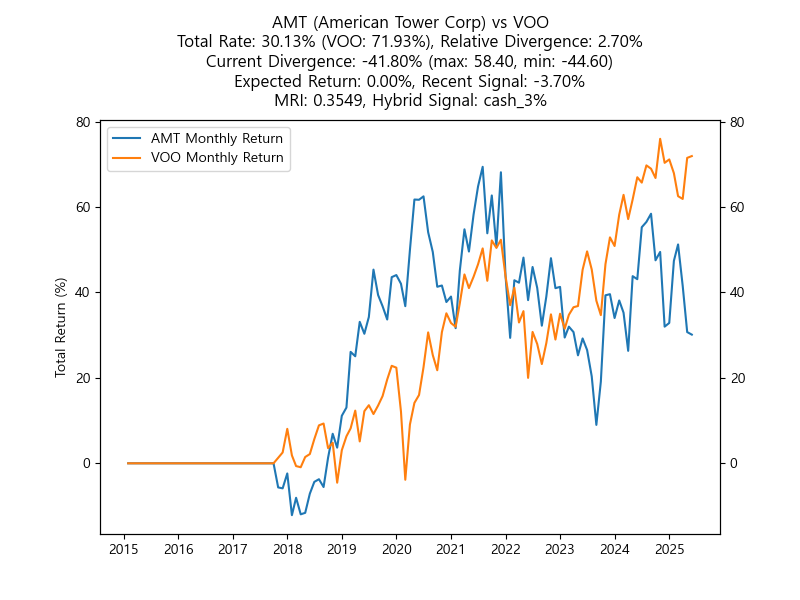 AMT (American Tower Corp) vs VOO
Total Rate: 30.13% (VOO: 71.93%), Relative Divergence: 2.70%
Current Divergence: -41.80% (max: 58.40, min: -44.60)
Expected Return: 0.00%, Recent Signal: -3.70%
MRI: 0.3549, Hybrid Signal: cash_3%
AMT Monthly Return
VOO Monthly Return
Total Return (%)
80
60
40
20
0
80
60
40
20
0
2015 2016 2017 2018 2019 2020 2021 2022 2023 2024 2025